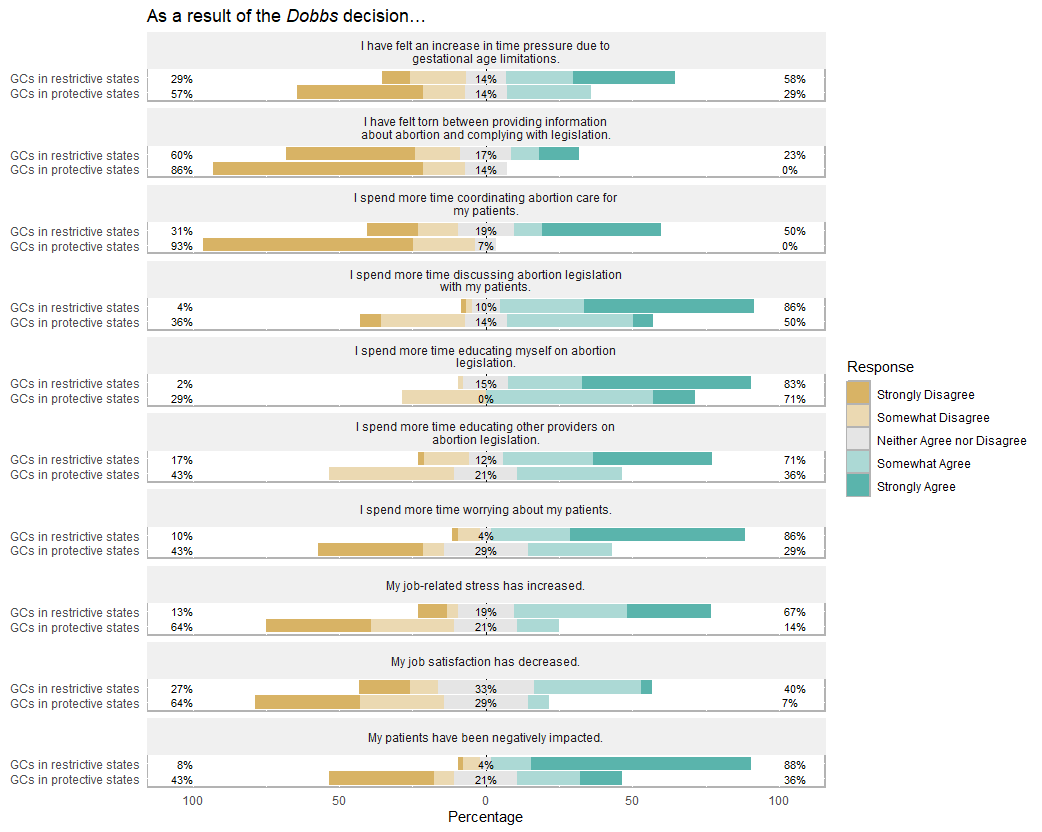 As a result of the Dobbs decision…
I have felt an increase in time pressure due to
gestational age limitations.
GCs in restrictive states 29% 14% 58%
GCs in protective states 57% 14% 29%
I have felt torn between providing information
about abortion and complying with legislation.
GCs in restrictive states 60% 17% 23%
GCs in protective states 86% 14% 0%
I spend more time coordinating abortion care for
my patients.
GCs in restrictive states 31% 19% 50%
GCs in protective states 93% 7% 0%
I spend more time discussing abortion legislation
with my patients.
GCs in restrictive states 4% 10% 86%
GCs in protective states 36% 14% 50%
I spend more time educating myself on abortion
legislation.
GCs in restrictive states 2% 15% 83%
GCs in protective states 29% 0% 71%
I spend more time educating other providers on
abortion legislation.
GCs in restrictive states 17% 12% 71%
GCs in protective states 43% 21% 36%
I spend more time worrying about my patients.
GCs in restrictive states 10% 4% 86%
GCs in protective states 43% 29% 29%
My job-related stress has increased.
GCs in restrictive states 13% 19% 67%
GCs in protective states 64% 21% 14%
My job satisfaction has decreased.
GCs in restrictive states 27% 33% 40%
GCs in protective states 64% 29% 7%
My patients have been negatively impacted.
GCs in restrictive states 8% 4% 88%
GCs in protective states 43% 21% 36%
100 50 0 50 100
Percentage
Response
Strongly Disagree
Somewhat Disagree
Neither Agree nor Disagree
Somewhat Agree
Strongly Agree